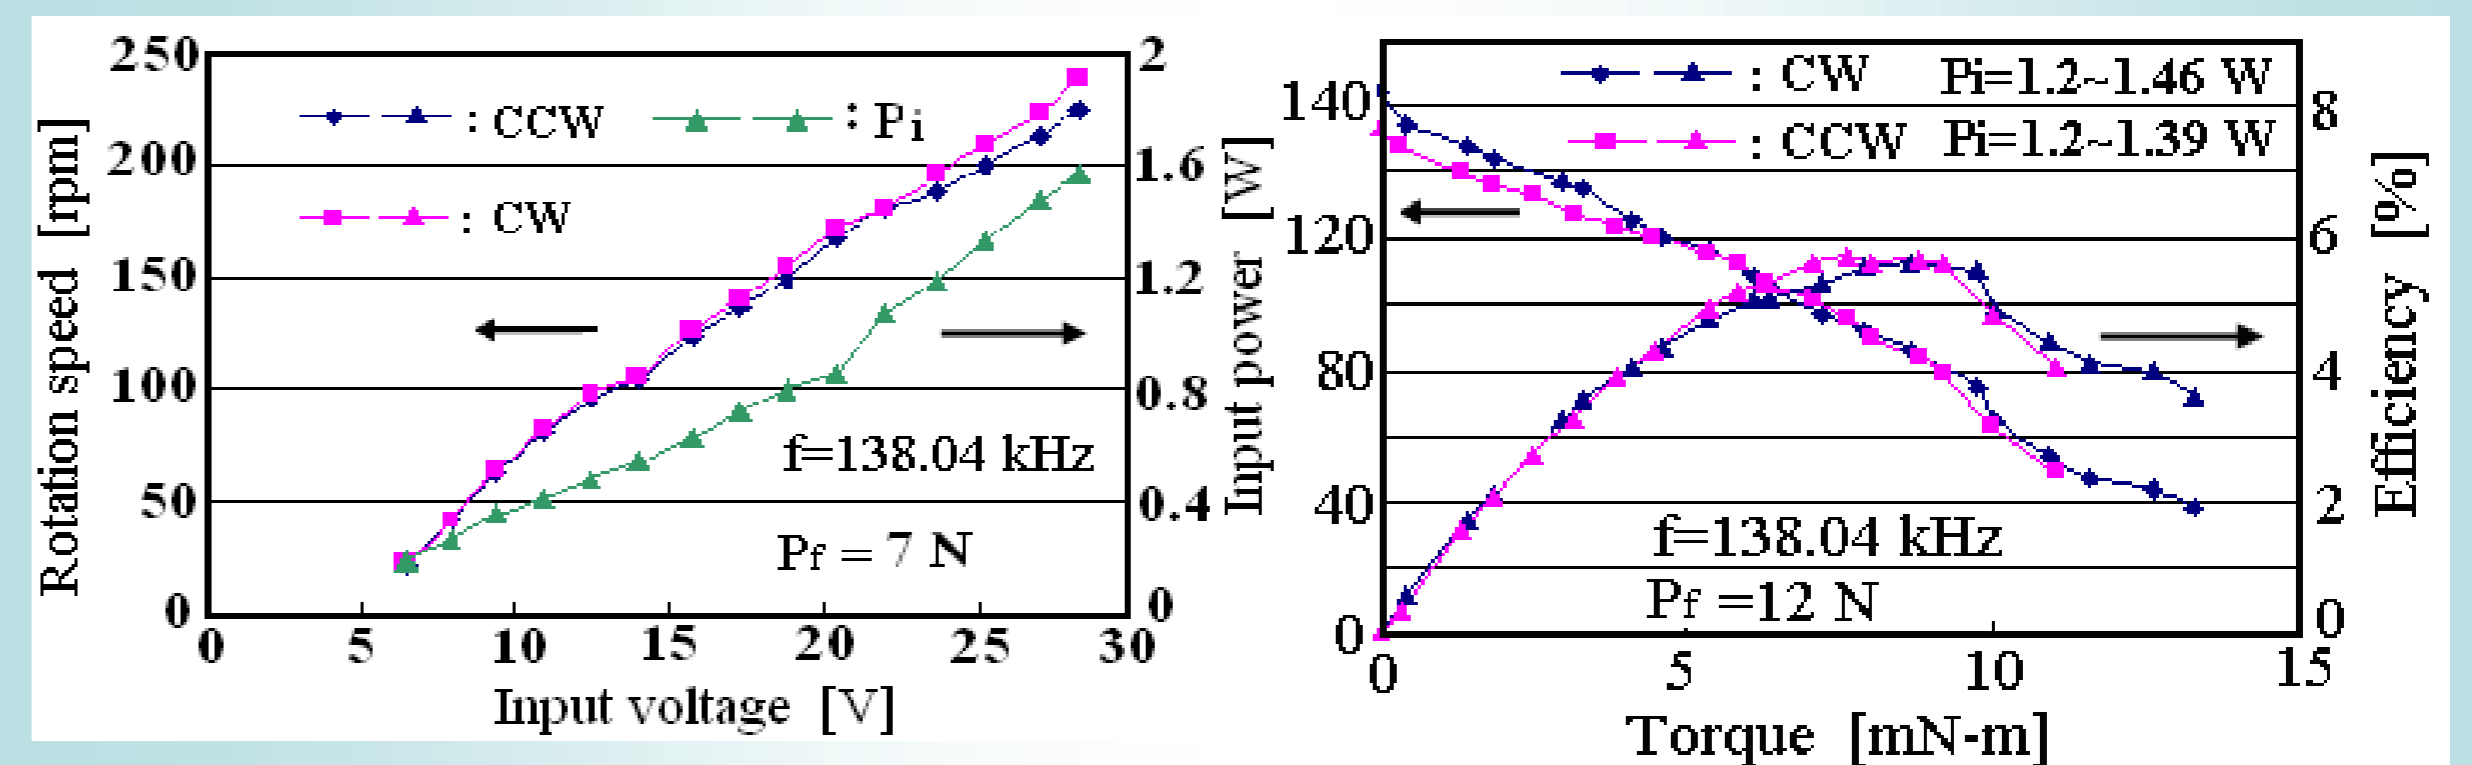 Rotation speed [rpm]
250
200
150
100
50
0
: CCW
: Pi
: CW
f=138.04 kHz
Pf = 7 N
2
1.6
1.2
0.8
0.4
0
Input power [W]
0 5 10 15 20 25 30
Input voltage [V]
140
120
80
40
0
: CW Pi=1.2~1.46 W
: CCW Pi=1.2~1.39 W
f=138.04 kHz
Pf =12 N
8
6
4
2
0
Efficiency [%]
0 5 10 15
Torque [mN-m]